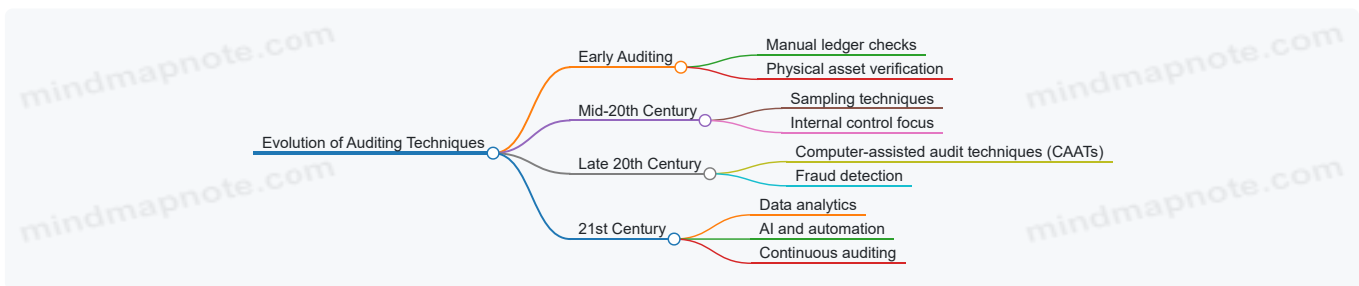 mindmapnote.com
mindmapnote.com
Evolution of Auditing Techniques
Early Auditing
Manual ledger checks
Physical asset verification
Mid-20th Century
Sampling techniques
Internal control focus
Late 20th Century
Computer-assisted audit techniques (CAATs)
Fraud detection
21st Century
Data analytics
AI and automation
Continuous auditing
mindmapnote.com
mindmapnote.com